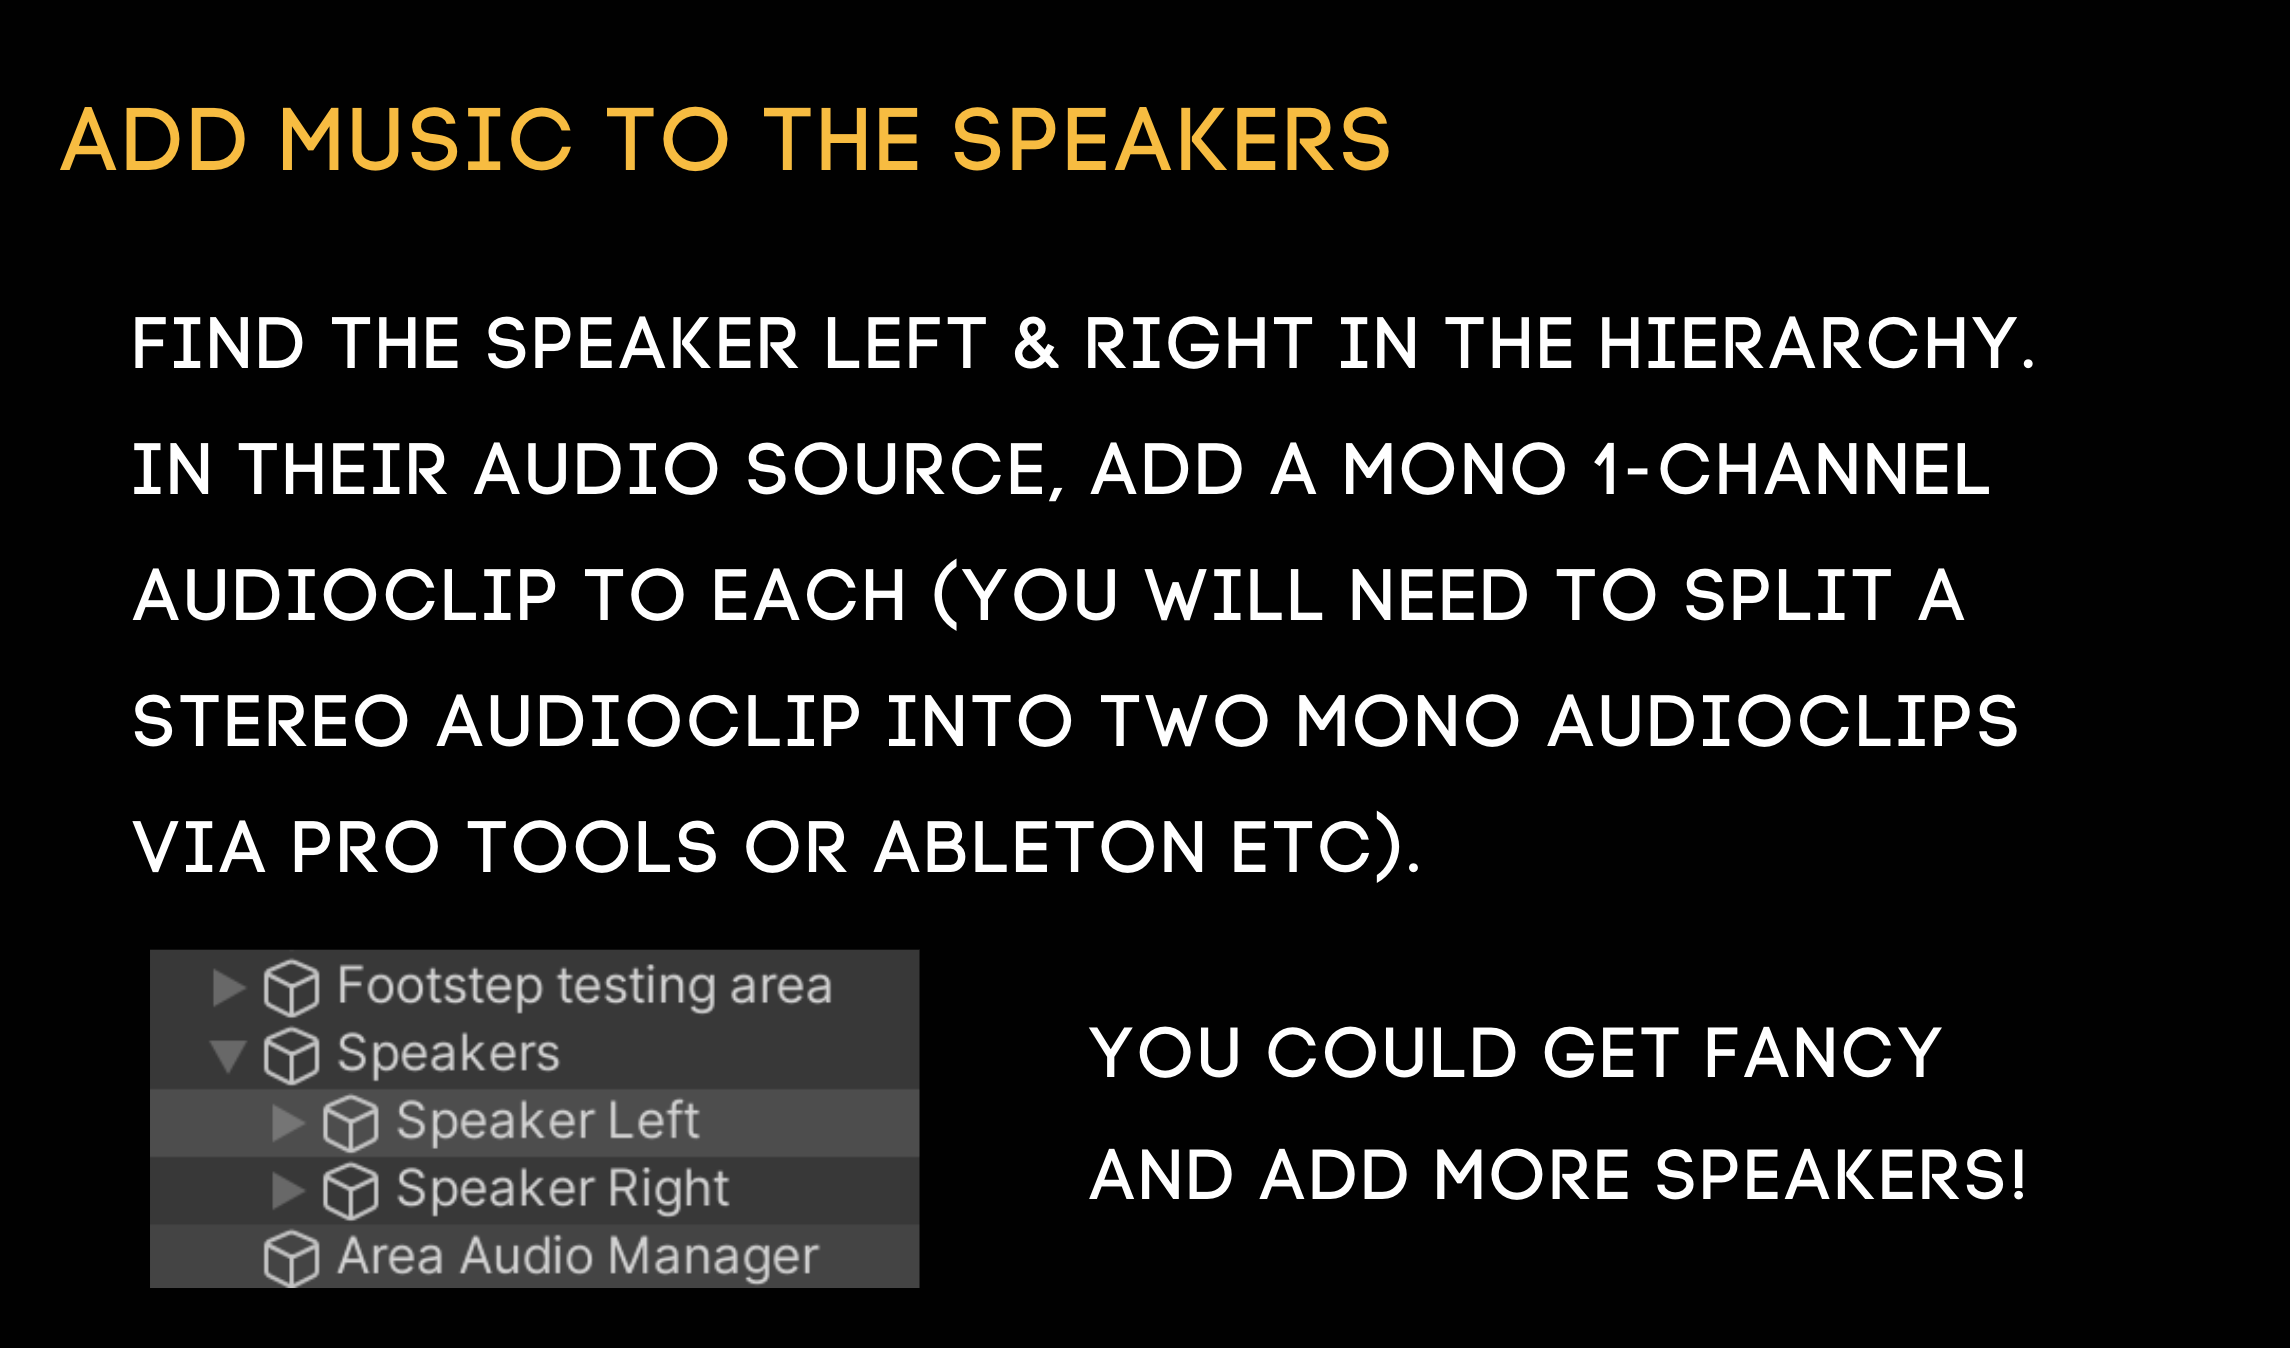 ADD MUSIC TO THE SPEAKERS
FIND THE SPEAKER LEFT & RIGHT IN THE HIERARCHY.
IN THEIR AUDIO SOURCE, ADD A MONO 1-CHANNEL
AUDIOCLIP TO EACH (YOU WILL NEED TO SPLIT A
STEREO AUDIOCLIP INTO TWO MONO AUDIOCLIPS
VIA PRO TOOLS OR ABLETON ETC).
Footstep testing area
Speakers
Speaker Left
Speaker Right
Area Audio Manager
YOU COULD GET FANCY
AND ADD MORE SPEAKERS!